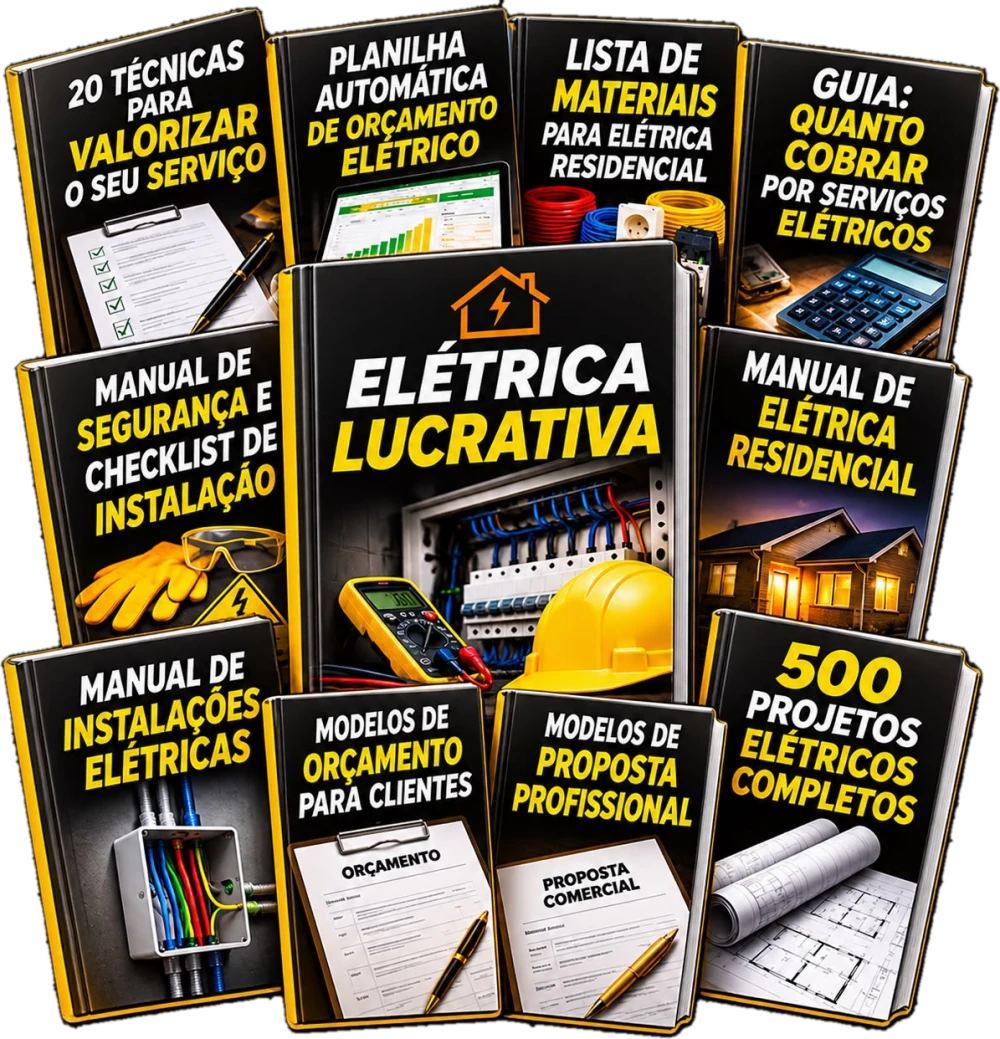 20 TÉCNICAS
PARA
VALORIZAR
O SEU SERVIÇO
PLANILHA
AUTOMÁTICA
DE ORÇAMENTO
ELÉTRICO
LISTA DE
MATERIAIS
PARA ELÉTRICA
RESIDENCIAL
GUIA:
QUANTO
COBRAR
POR SERVIÇOS
ELÉTRICOS
MANUAL DE
SEGURANÇA E
CHECKLIST DE
INSTALAÇÃO
ELÉTRICA
LUCRATIVA
MANUAL DE
ELÉTRICA
RESIDENCIAL
MANUAL DE
INSTALAÇÕES
ELÉTRICAS
MODELOS DE
ORÇAMENTO
PARA CLIENTES
ORÇAMENTO
MODELOS DE
PROPOSTA
PROFISSIONAL
PROPOSTA
COMERCIAL
500
PROJETOS
ELÉTRICOS
COMPLETOS